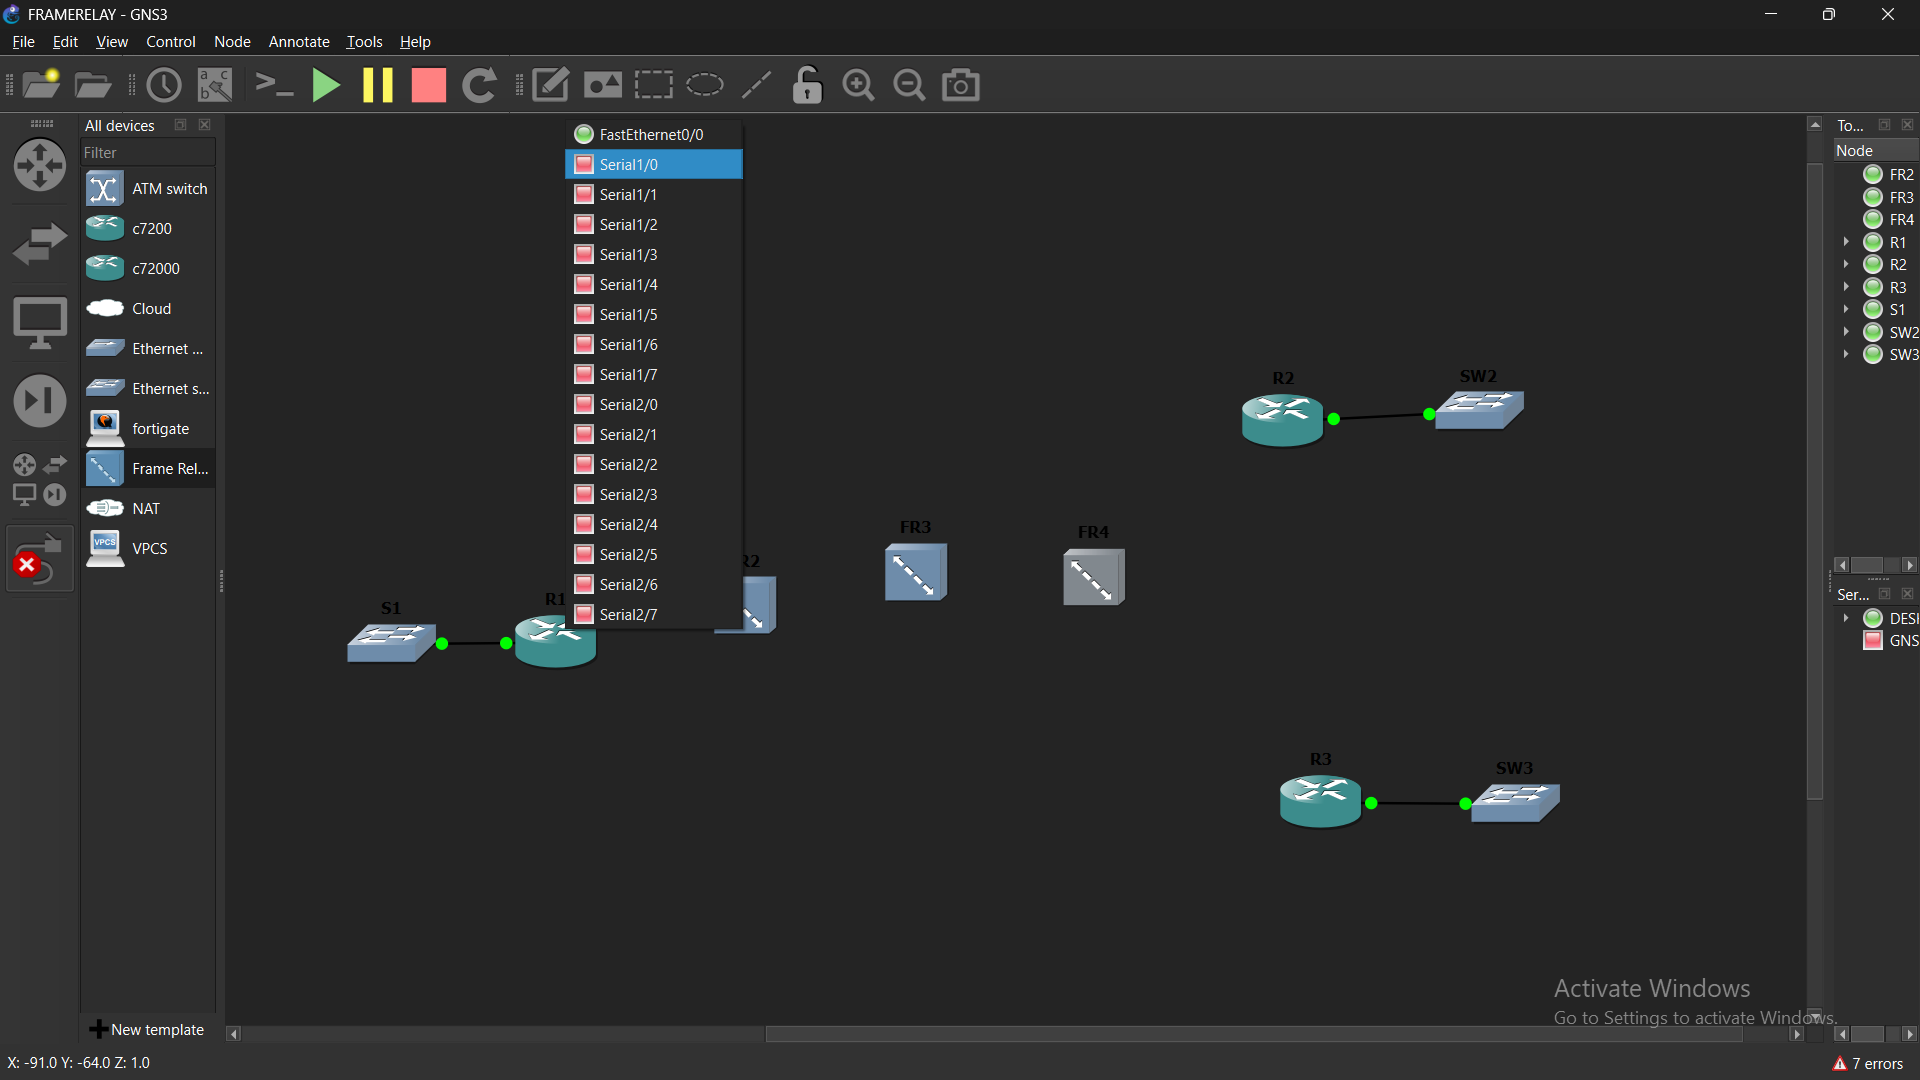 FRAMERELAY - GNS3
File Edit View Control Node Annotate Tools Help
All devices
Filter
ATM switch
c7200
c72000
Cloud
Ethernet ...
Ethernet s...
fortigate
Frame Rel...
NAT
VPCS
New template
FastEthernet0/0
Serial1/0
Serial1/1
Serial1/2
Serial1/3
Serial1/4
Serial1/5
Serial1/6
Serial1/7
Serial2/0
Serial2/1
Serial2/2
Serial2/3
Serial2/4
Serial2/5
Serial2/6
Serial2/7
S1
R1
R2
FR3
FR4
R2
SW2
R3
SW3
To...
Node
FR2
FR3
FR4
R1
R2
R3
S1
SW2
SW3
Ser...
DESI
GNS
Activate Windows
Go to Settings to activate Windows.
X: -91.0 Y: -64.0 Z: 1.0
7 errors